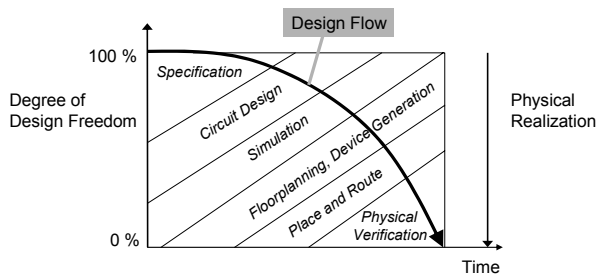 Design Flow
100 %
Specification
Degree of
Design Freedom
Circuit Design
Simulation
Floorplanning, Device Generation
Place and Route
Physical
Verification
Physical
Realization
0 %
Time